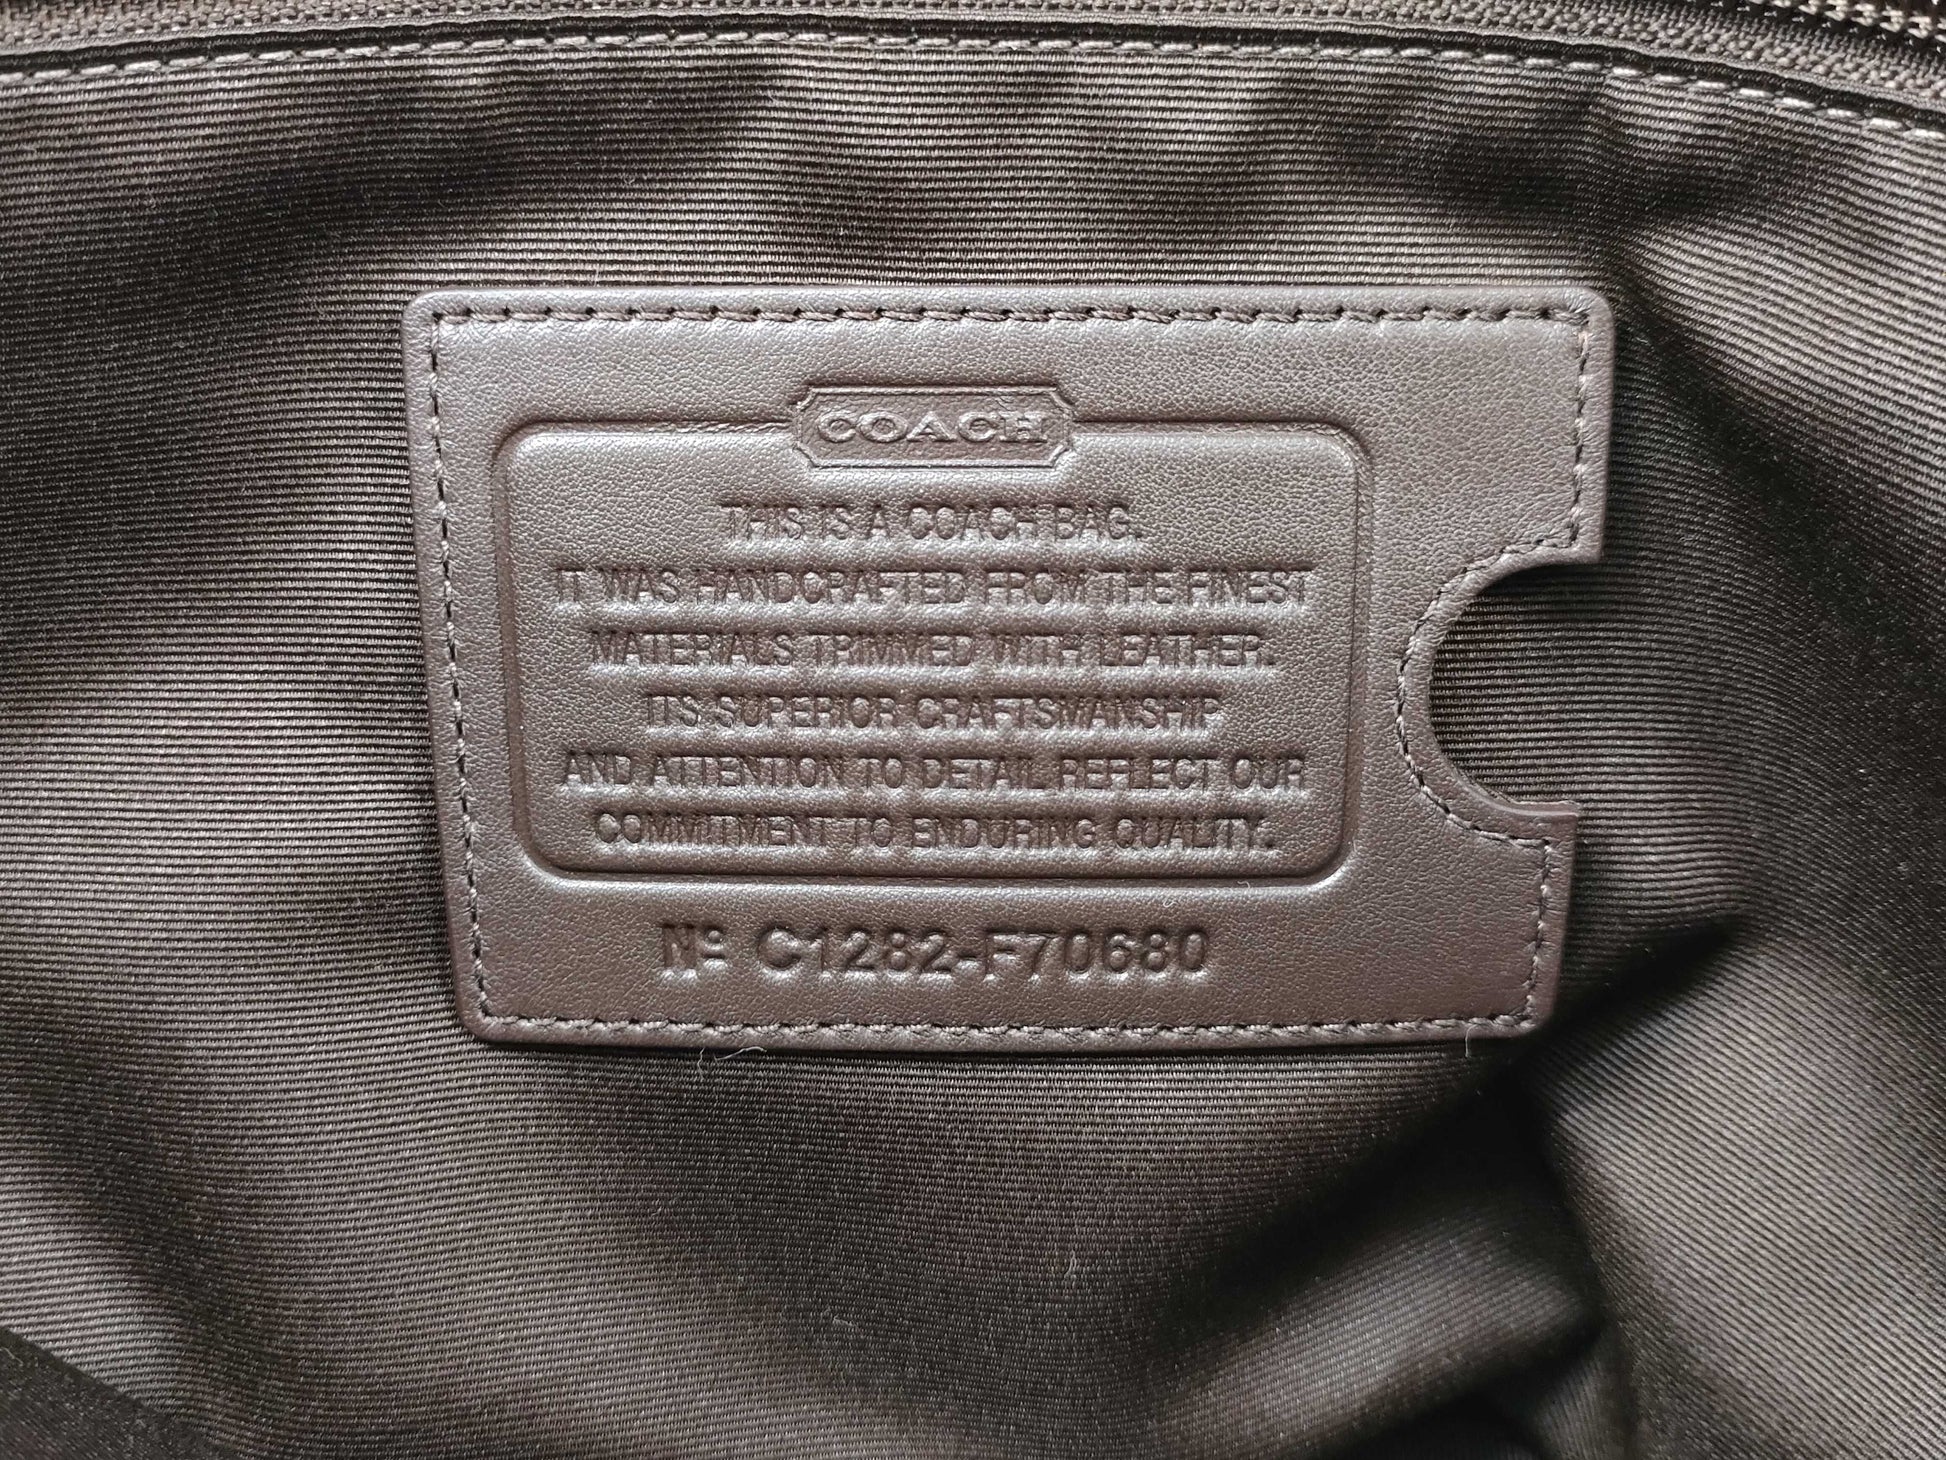 COACH
THIS IS A COACH BAG.
IT WAS HANDCRAFTED FROM THE FINEST
MATERIALS TRIMMED WITH LEATHER.
ITS SUPERIOR CRAFTSMANSHIP
AND ATTENTION TO DETAIL REFLECT OUR
COMMITMENT TO ENDURING QUALITY.
Nº C1282-F70680